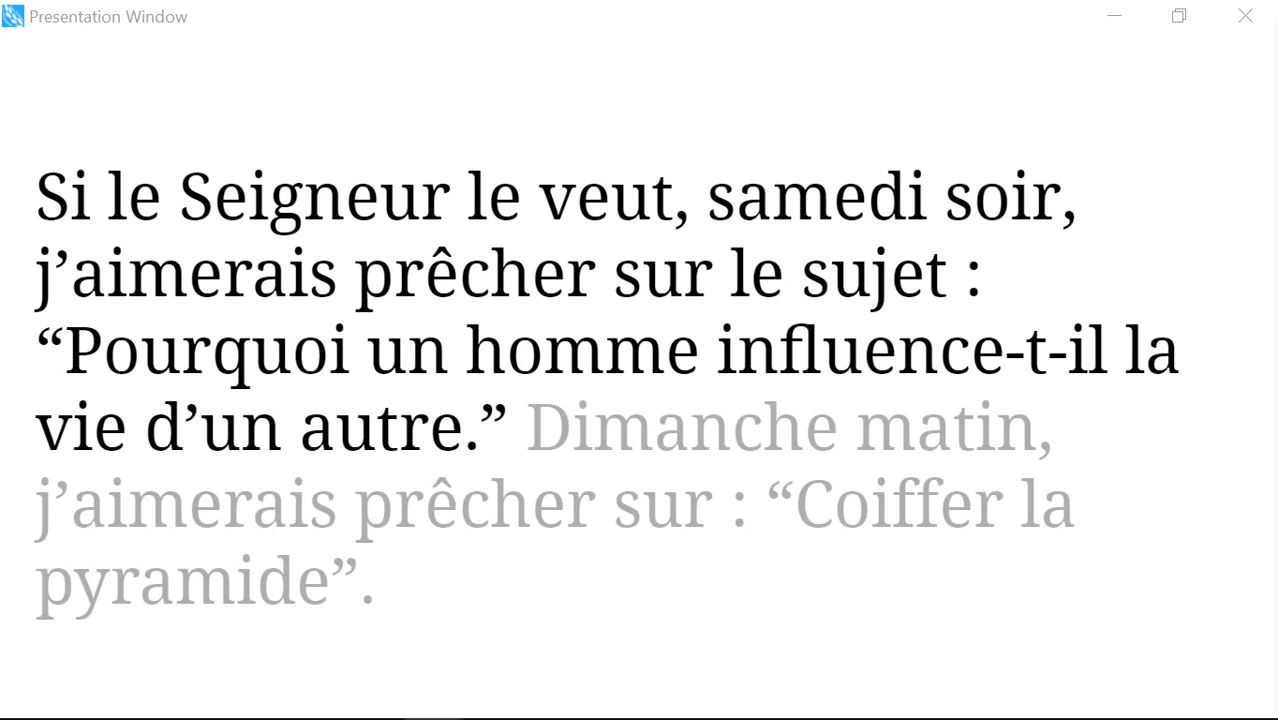 Presentation Window
Si le Seigneur le veut, samedi soir,
j’aimerais prêcher sur le sujet :
“Pourquoi un homme influence-t-il la
vie d’un autre.” Dimanche matin,
j’aimerais prêcher sur : “Coiffer la
pyramide”.